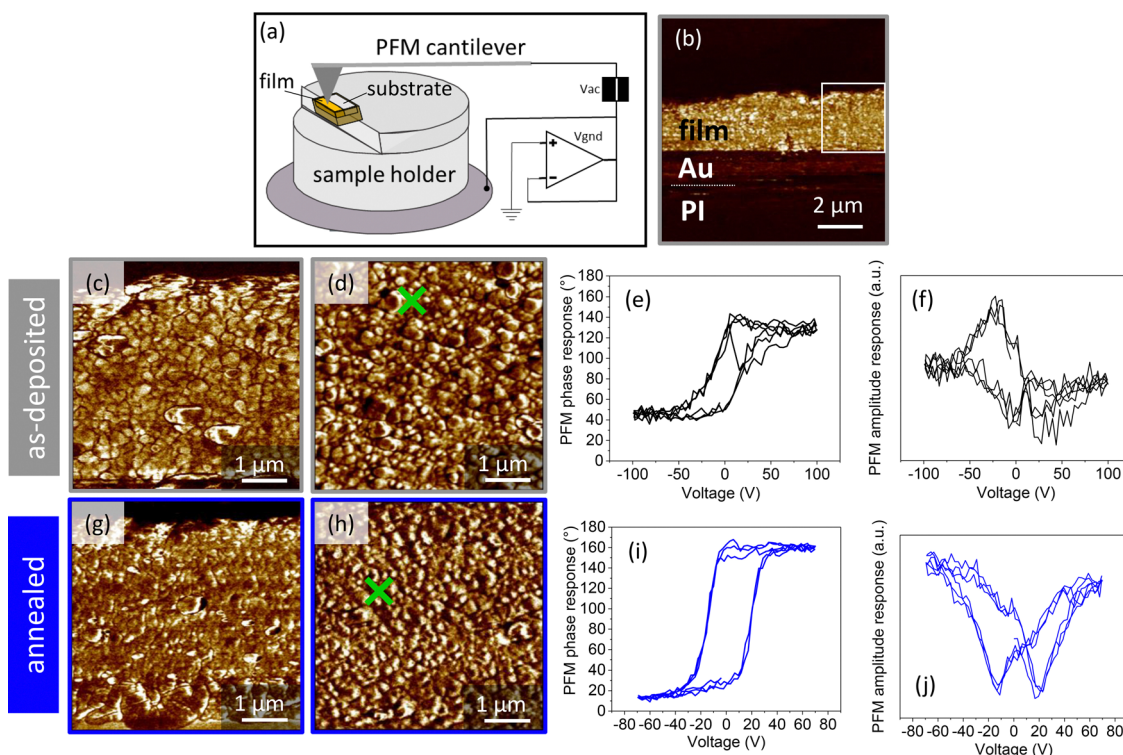 (a)
PFM cantilever
film
substrate
Vac
Vgnd
+
−
sample holder
(b)
film
Au
PI
2 µm
as-deposited
(c)
1 µm
(d)
1 µm
(e)
PFM phase response (°)
180
160
140
120
100
80
60
40
20
0
-100 -50 0 50 100
Voltage (V)
(f)
PFM amplitude response (a.u.)
-100 -50 0 50 100
Voltage (V)
annealed
(g)
1 µm
(h)
1 µm
(i)
PFM phase response (°)
180
160
140
120
100
80
60
40
20
0
-80 -60 -40 -20 0 20 40 60 80
Voltage (V)
(j)
PFM amplitude response (a.u.)
-80 -60 -40 -20 0 20 40 60 80
Voltage (V)